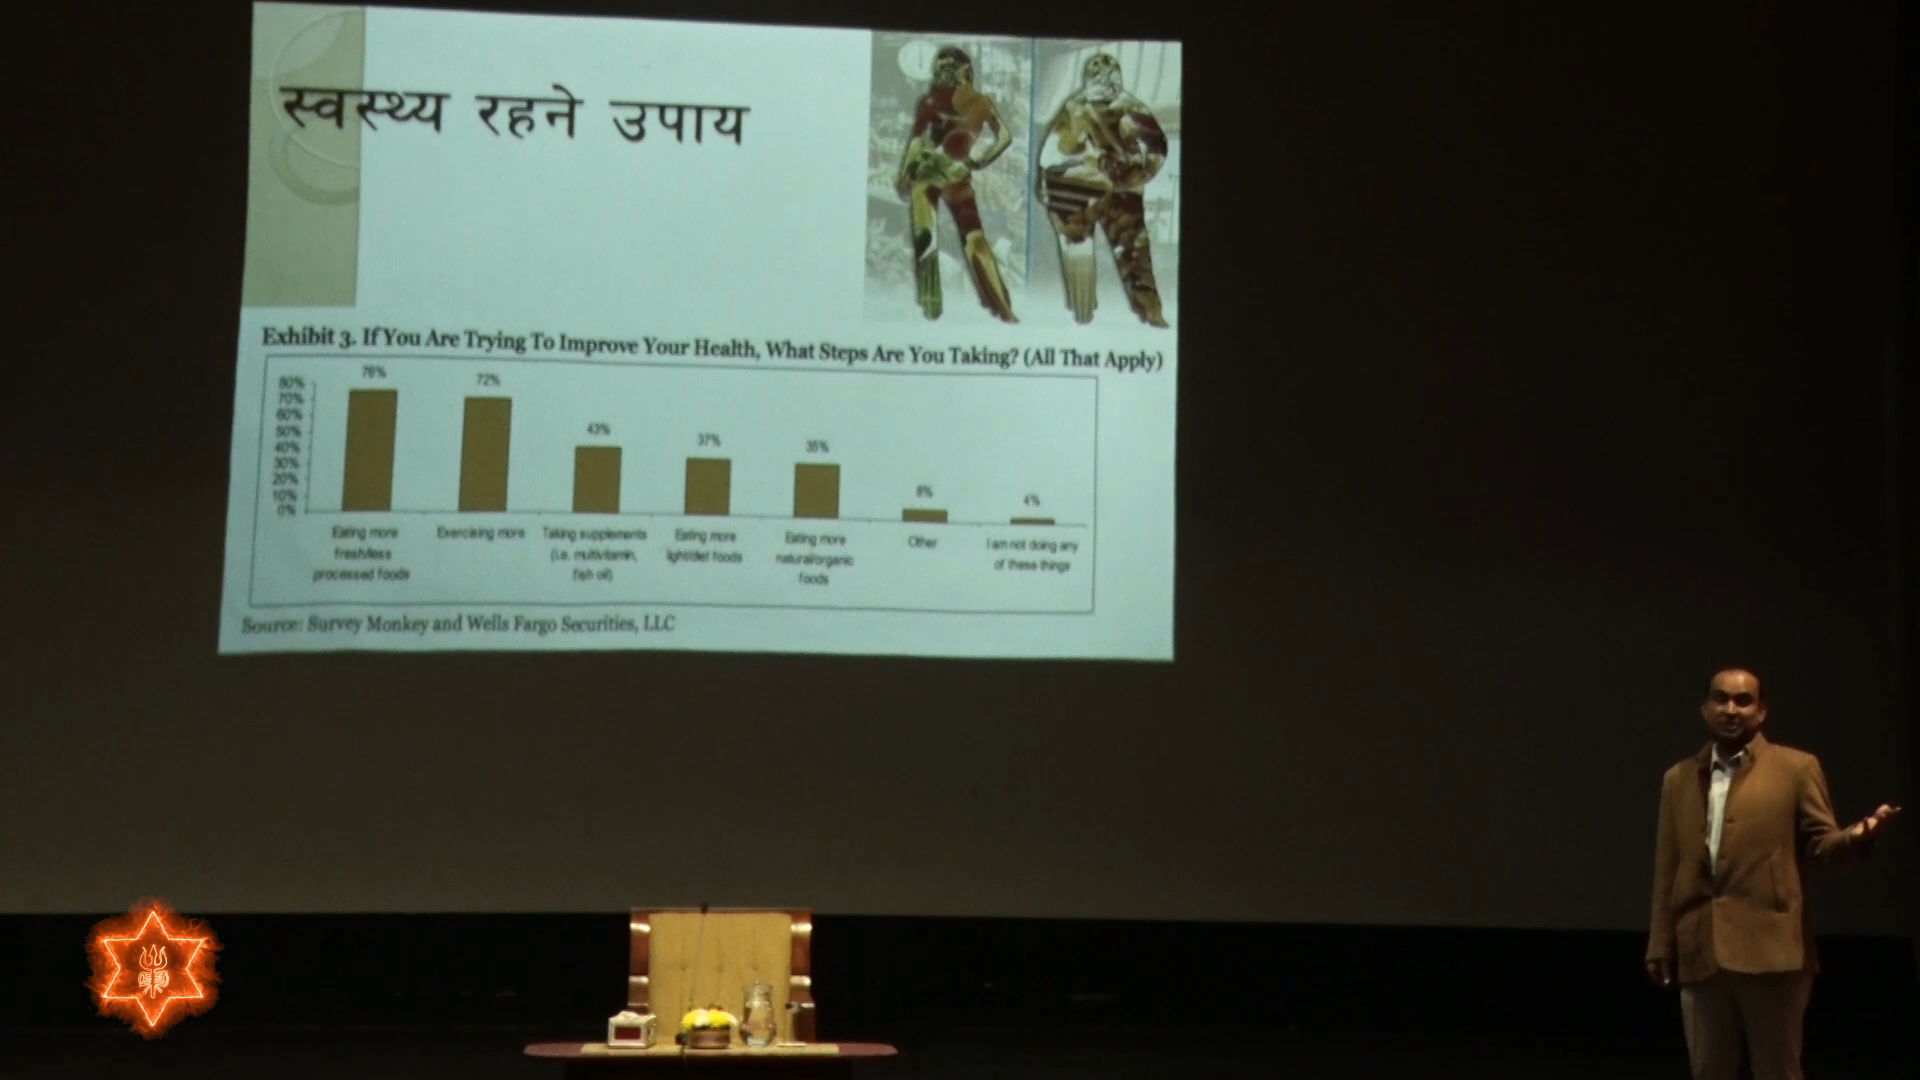 स्वस्थ्य रहने उपाय
Exhibit 3. If You Are Trying To Improve Your Health, What Steps Are You Taking? (All That Apply)
80%
70%
60%
50%
40%
30%
20%
10%
0%
76%
72%
43%
37%
35%
8%
4%
Eating more
fresh/less
processed foods
Exercising more
Taking supplements
(i.e. multivitamin,
fish oil)
Eating more
light/diet foods
Eating more
natural/organic
foods
Other
I am not doing any
of these things
Source: Survey Monkey and Wells Fargo Securities, LLC